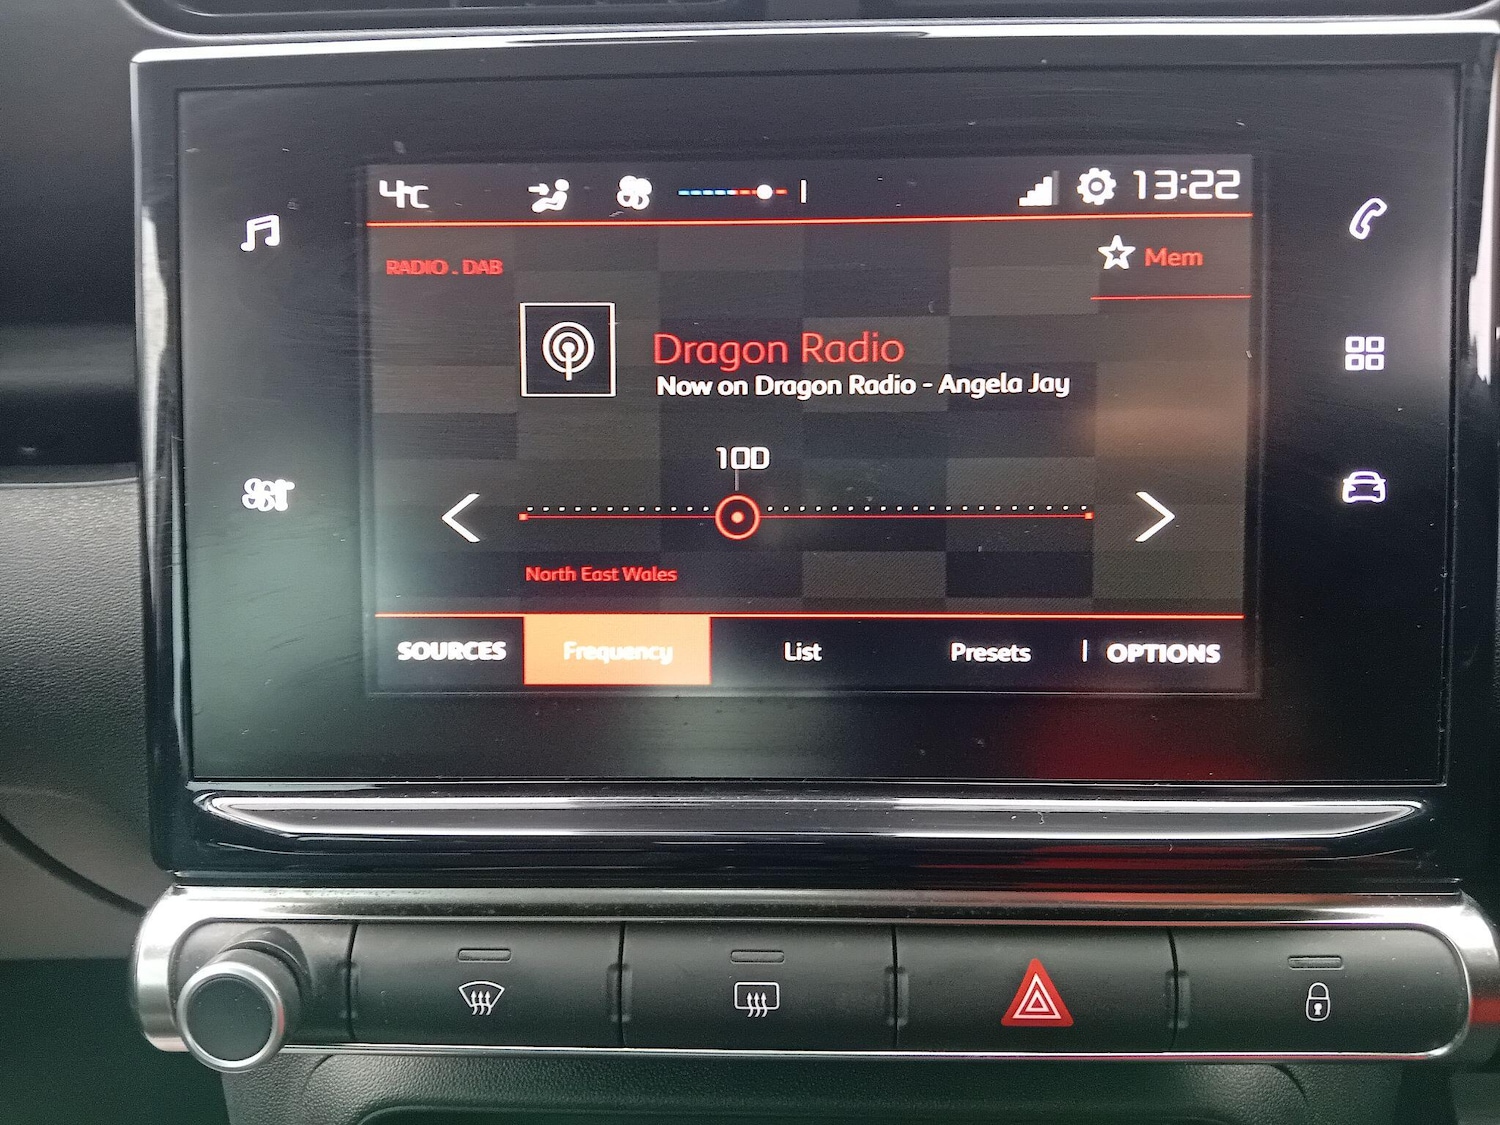 4°C 13:22
RADIO . DAB
Mem
Dragon Radio
Now on Dragon Radio - Angela Jay
10D
North East Wales
SOURCES Frequency List Presets OPTIONS